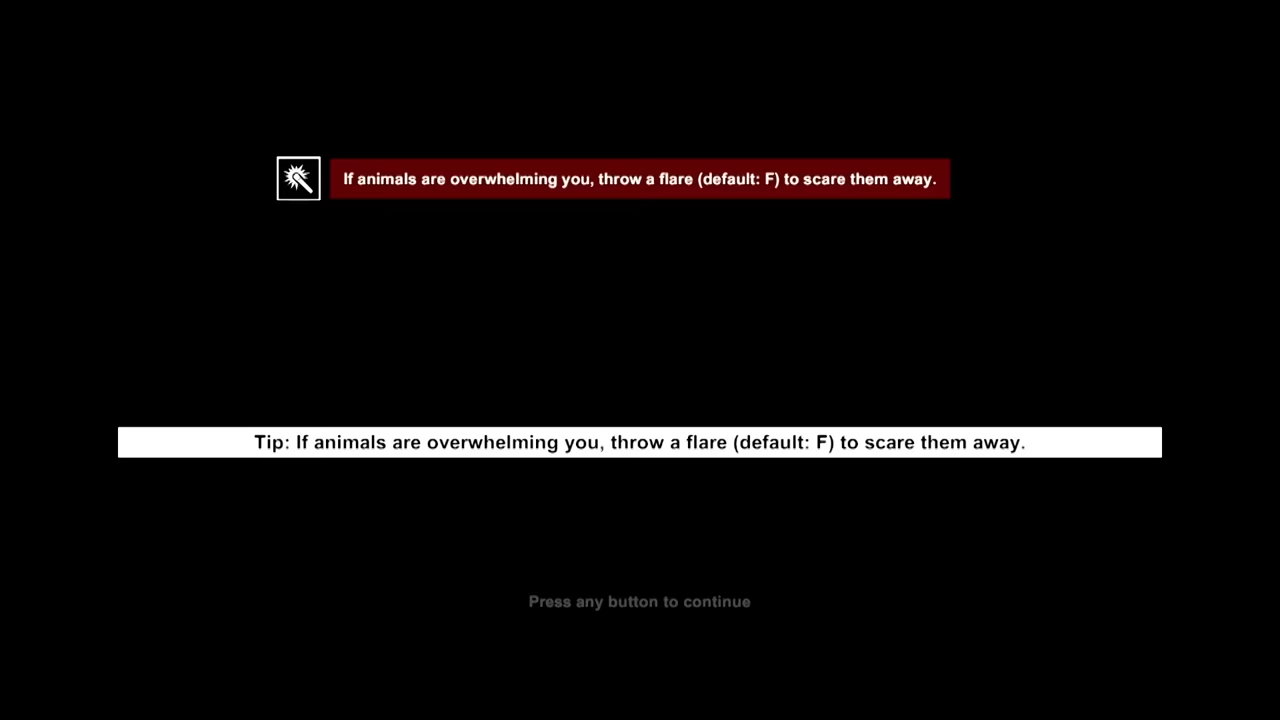 If animals are overwhelming you, throw a flare (default: F) to scare them away.
Tip: If animals are overwhelming you, throw a flare (default: F) to scare them away.
Press any button to continue